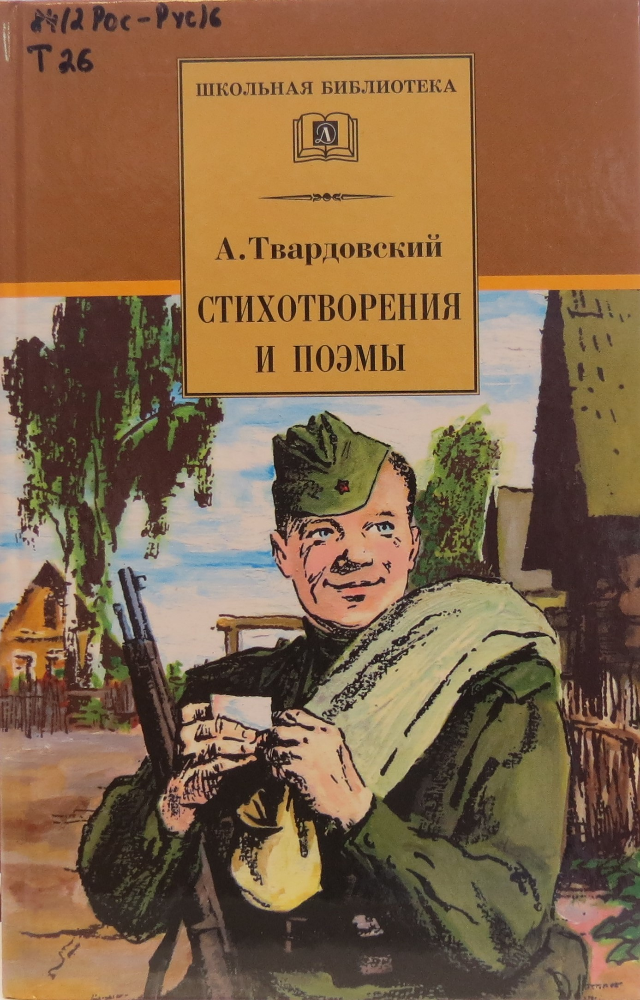 84(2Рос-Рус)6
Т26
ШКОЛЬНАЯ БИБЛИОТЕКА
Д
А. Твардовский
СТИХОТВОРЕНИЯ
И ПОЭМЫ